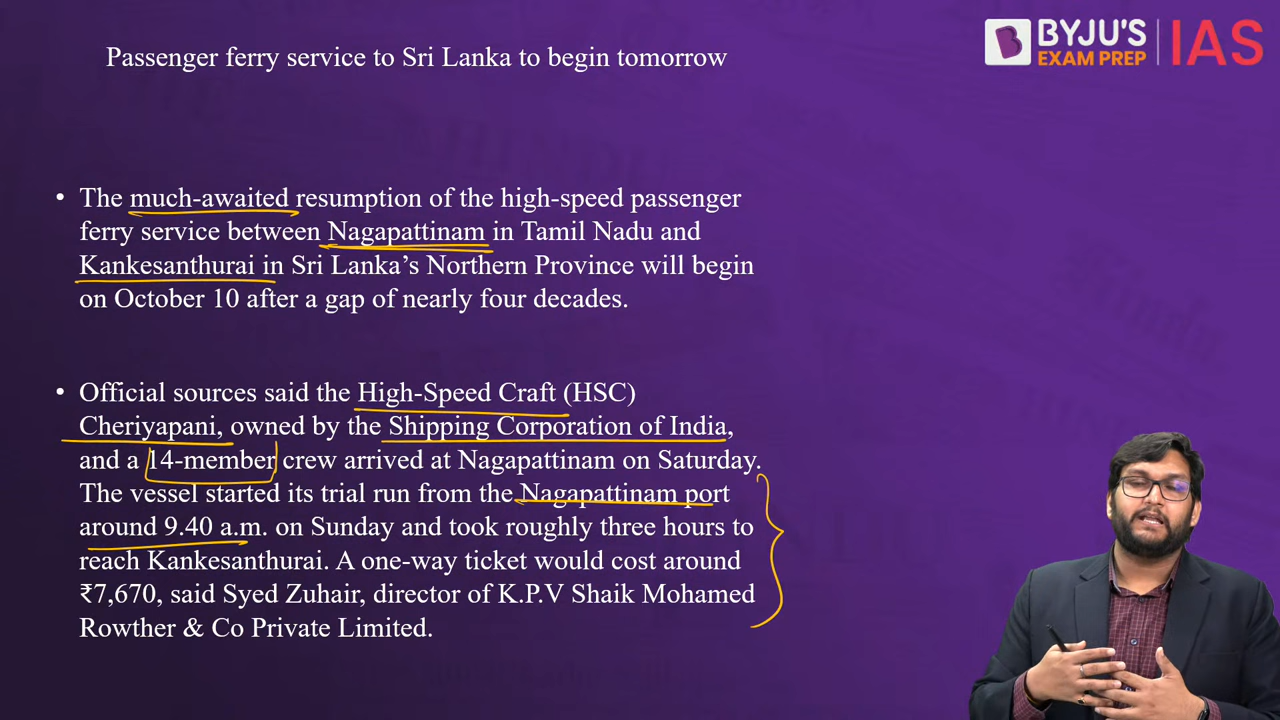 Passenger ferry service to Sri Lanka to begin tomorrow
BYJU'S
EXAM PREP
IAS
• The much-awaited resumption of the high-speed passenger
ferry service between Nagapattinam in Tamil Nadu and
Kankesanthurai in Sri Lanka’s Northern Province will begin
on October 10 after a gap of nearly four decades.
• Official sources said the High-Speed Craft (HSC)
Cheriyapani, owned by the Shipping Corporation of India,
and a 14-member crew arrived at Nagapattinam on Saturday.
The vessel started its trial run from the Nagapattinam port
around 9.40 a.m. on Sunday and took roughly three hours to
reach Kankesanthurai. A one-way ticket would cost around
₹7,670, said Syed Zuhair, director of K.P.V Shaik Mohamed
Rowther & Co Private Limited.